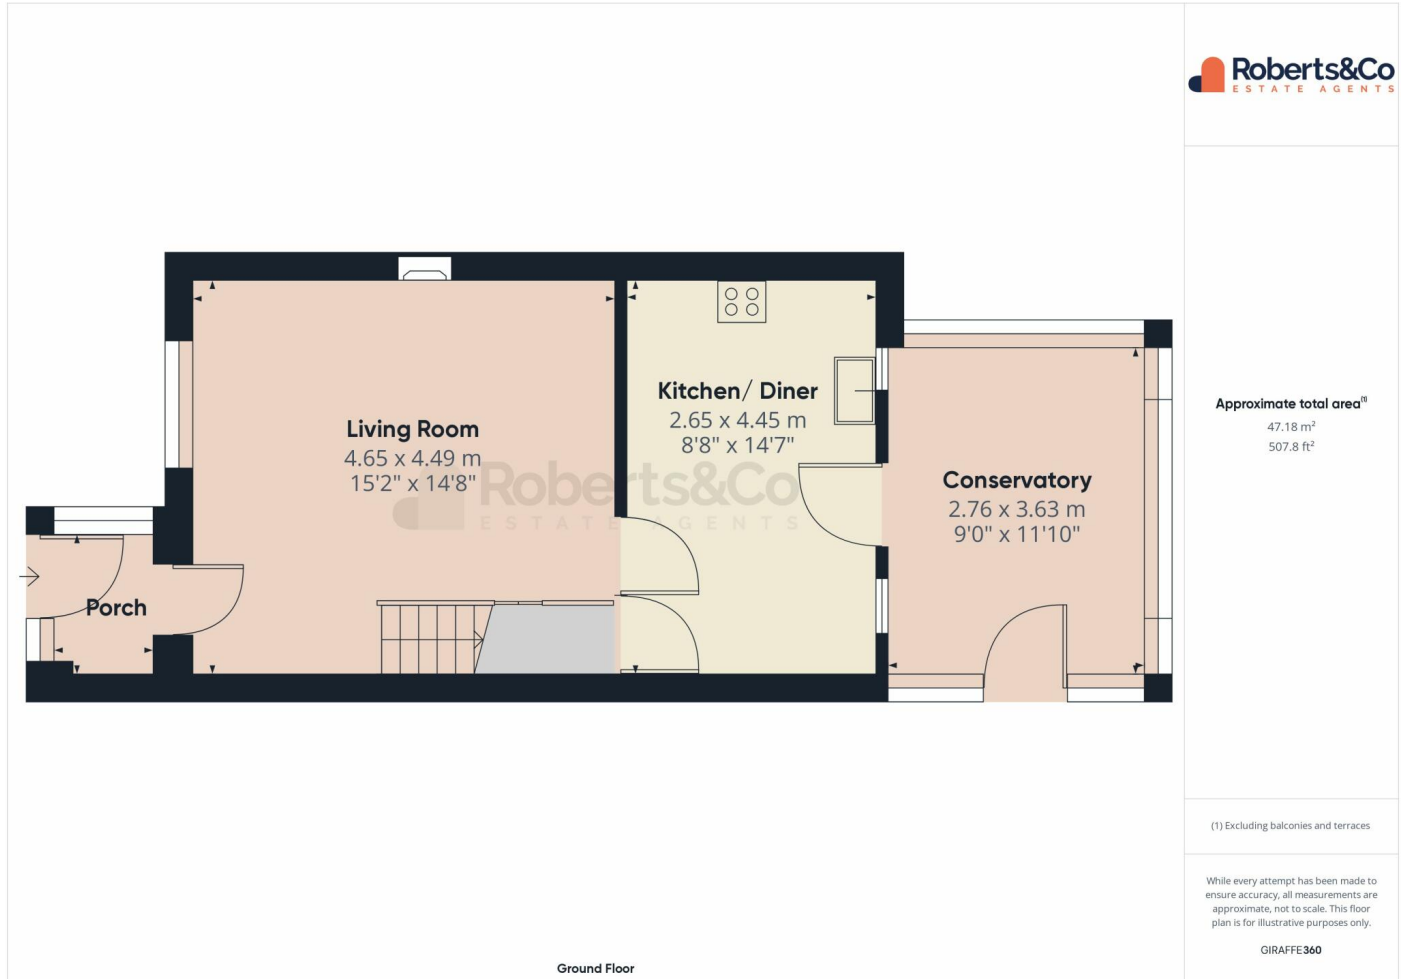 Roberts&Co
ESTATE AGENTS
Approximate total area(1)
47.18 m²
507.8 ft²
Living Room
4.65 x 4.49 m
15'2" x 14'8"
Kitchen/ Diner
2.65 x 4.45 m
8'8" x 14'7"
Conservatory
2.76 x 3.63 m
9'0" x 11'10"
Porch
Roberts&Co
ESTATE AGENTS
(1) Excluding balconies and terraces
While every attempt has been made to
ensure accuracy, all measurements are
approximate, not to scale. This floor
plan is for illustrative purposes only.
GIRAFFE360
Ground Floor